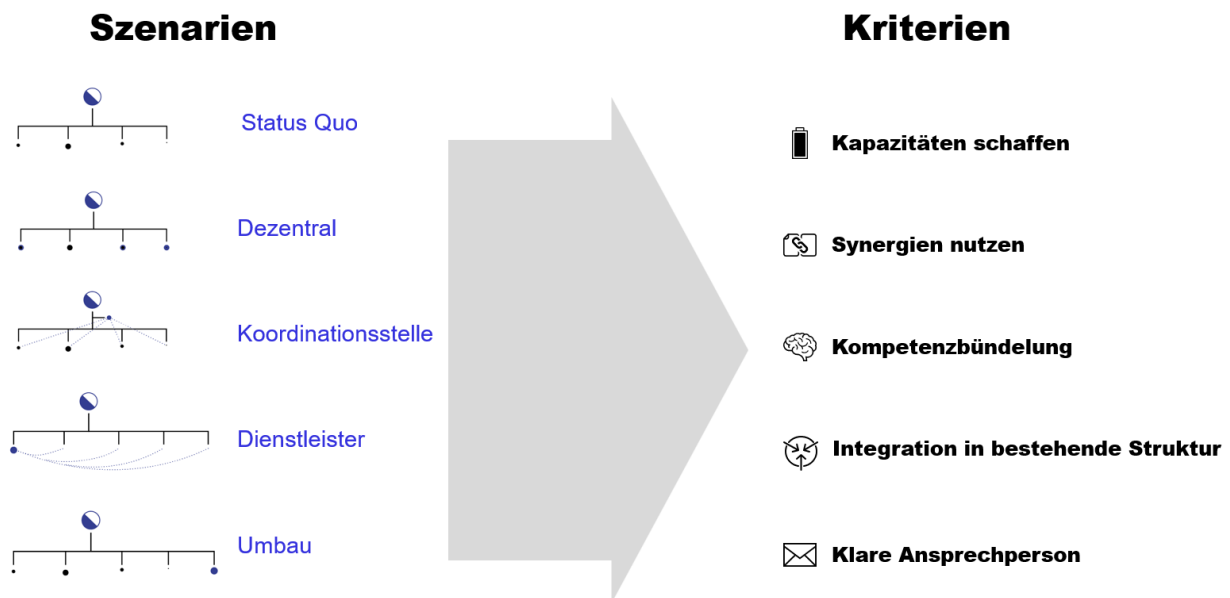 Szenarien
Status Quo
Dezentral
Koordinationsstelle
Dienstleister
Umbau
Kriterien
Kapazitäten schaffen
Synergien nutzen
Kompetenzbündelung
Integration in bestehende Struktur
Klare Ansprechperson